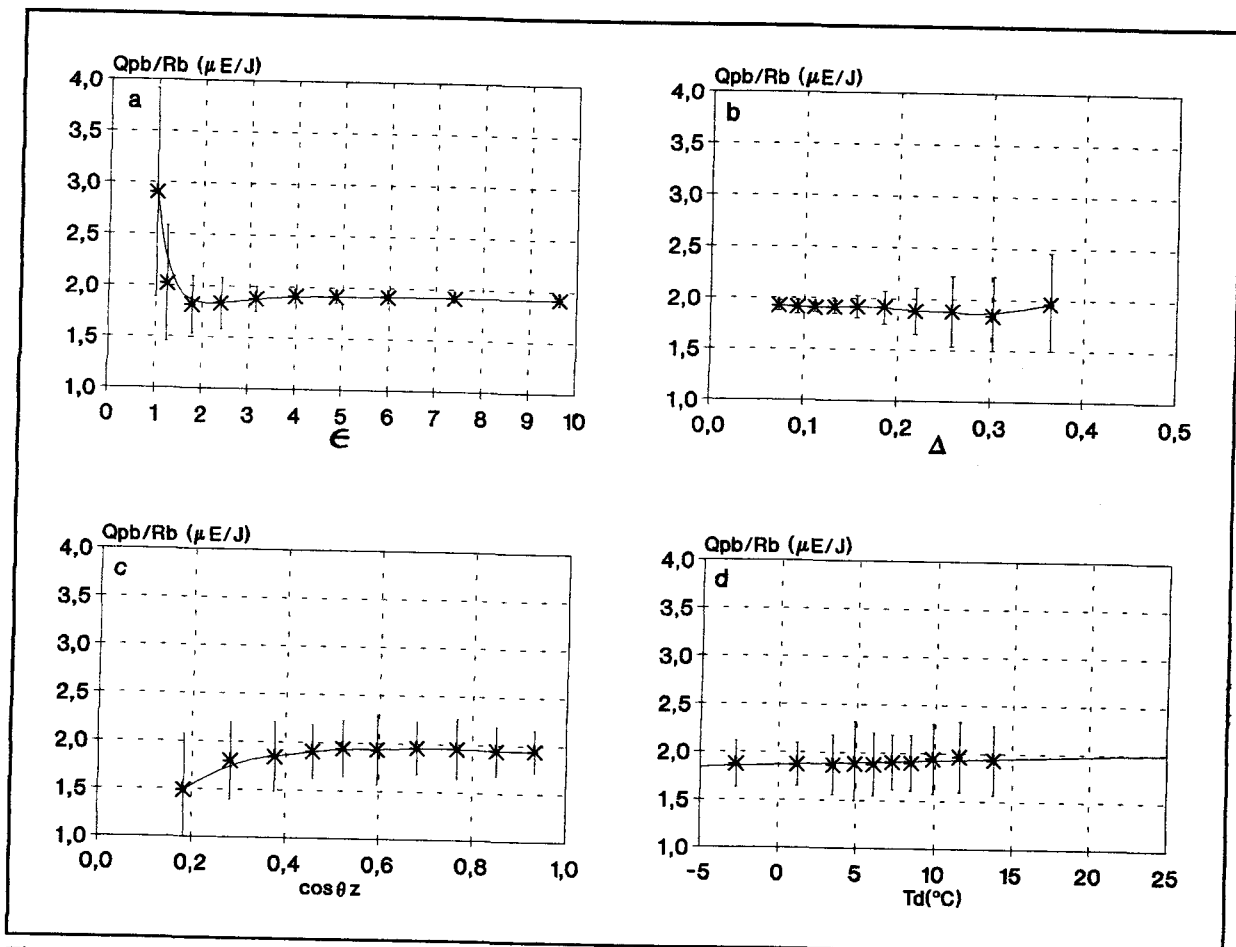 Qpb/Rb (μE/J)
4,0
a
3,5
3,0
2,5
2,0
1,5
1,0
0 1 2 3 4 5 6 7 8 9 10
ϵ
Qpb/Rb (μE/J)
4,0
b
3,5
3,0
2,5
2,0
1,5
1,0
0,0 0,1 0,2 0,3 0,4 0,5
Δ
Qpb/Rb (μE/J)
4,0
c
3,5
3,0
2,5
2,0
1,5
1,0
0,0 0,2 0,4 0,6 0,8 1,0
cosθz
Qpb/Rb (μE/J)
4,0
d
3,5
3,0
2,5
2,0
1,5
1,0
-5 0 5 10 15 20 25
Td(°C)